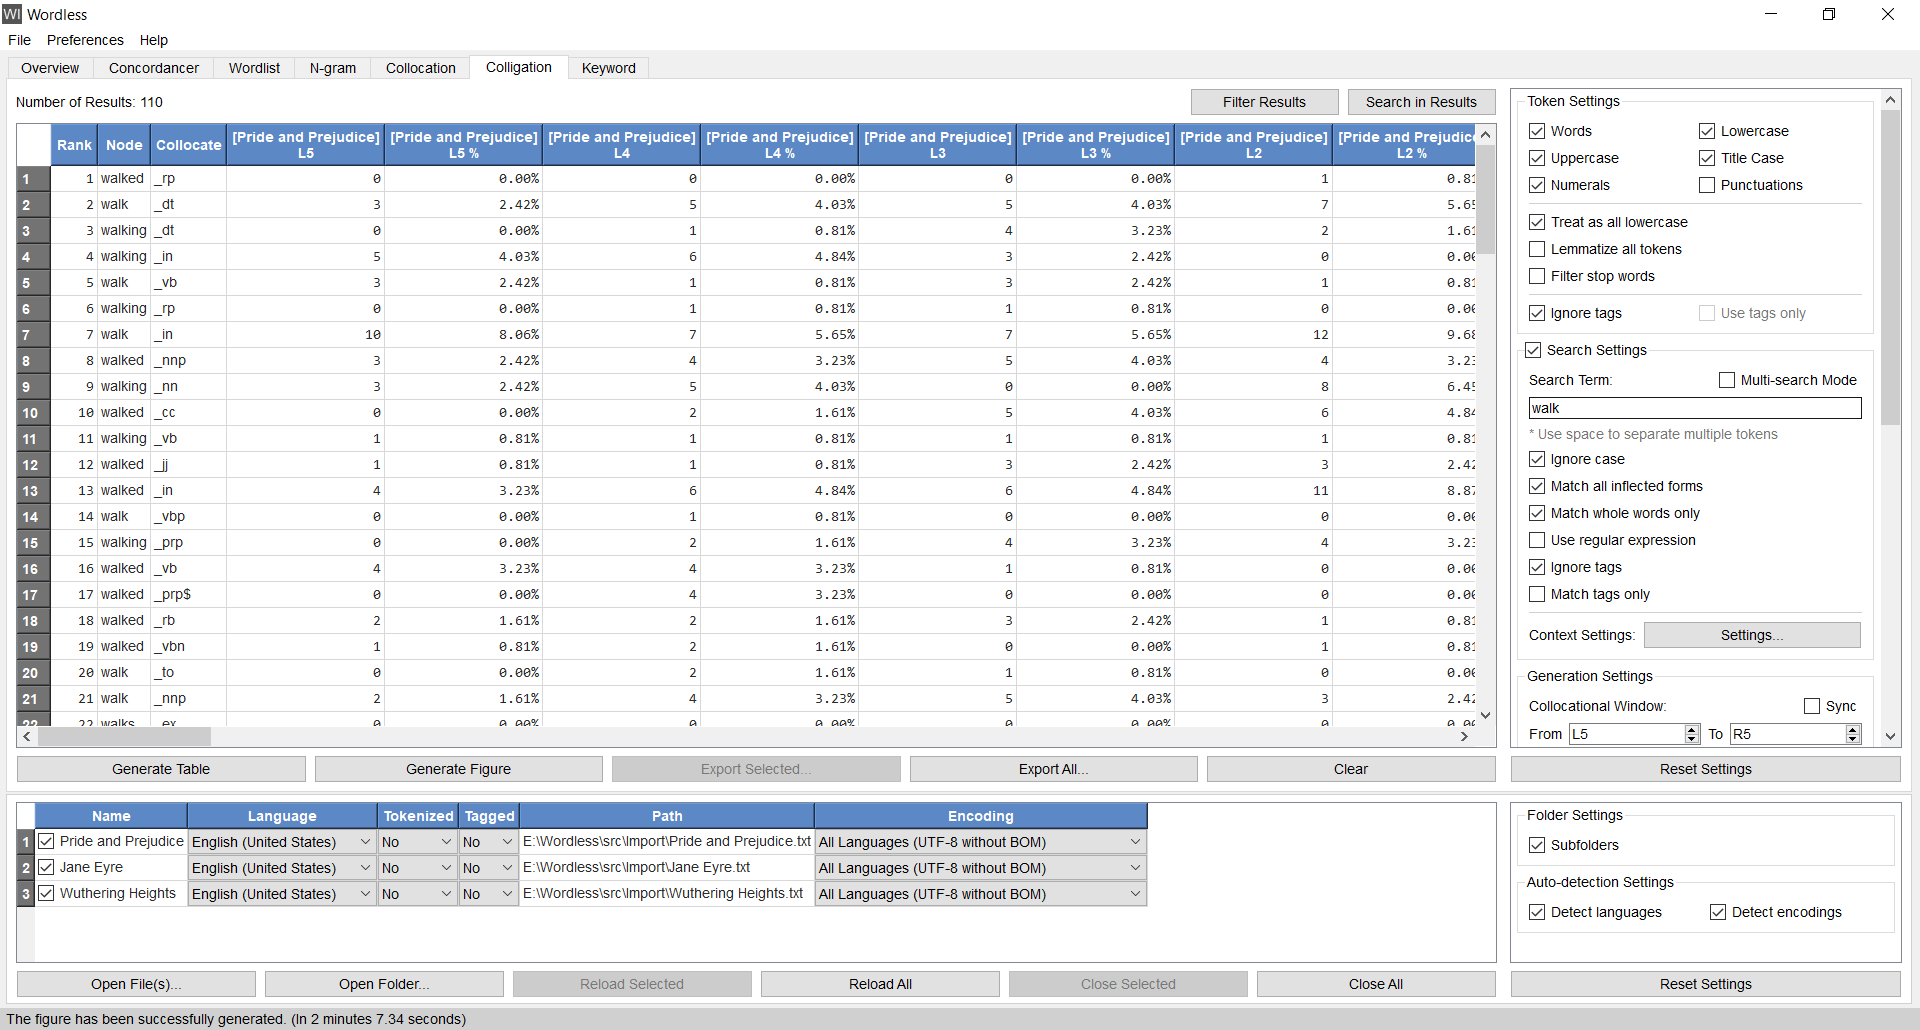 WI Wordless
File Preferences Help
Overview Concordancer Wordlist N-gram Collocation Colligation Keyword
Number of Results: 110 Filter Results Search in Results
Rank Node Collocate [Pride and Prejudice] L5 [Pride and Prejudice] L5 % [Pride and Prejudice] L4 [Pride and Prejudice] L4 % [Pride and Prejudice] L3 [Pride and Prejudice] L3 % [Pride and Prejudice] L2 [Pride and Prejudice L2 %
1 1 walked _rp 0 0.00% 0 0.00% 0 0.00% 1 0.81
2 2 walk _dt 3 2.42% 5 4.03% 5 4.03% 7 5.65
3 3 walking _dt 0 0.00% 1 0.81% 4 3.23% 2 1.61
4 4 walking _in 5 4.03% 6 4.84% 3 2.42% 0 0.00
5 5 walk _vb 3 2.42% 1 0.81% 3 2.42% 1 0.81
6 6 walking _rp 0 0.00% 1 0.81% 1 0.81% 0 0.00
7 7 walk _in 10 8.06% 7 5.65% 7 5.65% 12 9.68
8 8 walked _nnp 3 2.42% 4 3.23% 5 4.03% 4 3.23
9 9 walking _nn 3 2.42% 5 4.03% 0 0.00% 8 6.45
10 10 walked _cc 0 0.00% 2 1.61% 5 4.03% 6 4.84
11 11 walking _vb 1 0.81% 1 0.81% 1 0.81% 1 0.81
12 12 walked _jj 1 0.81% 1 0.81% 3 2.42% 3 2.42
13 13 walked _in 4 3.23% 6 4.84% 6 4.84% 11 8.87
14 14 walk _vbp 0 0.00% 1 0.81% 0 0.00% 0 0.00
15 15 walking _prp 0 0.00% 2 1.61% 4 3.23% 4 3.23
16 16 walked _vb 4 3.23% 4 3.23% 1 0.81% 0 0.00
17 17 walked _prp$ 0 0.00% 4 3.23% 0 0.00% 0 0.00
18 18 walked _rb 2 1.61% 2 1.61% 3 2.42% 1 0.81
19 19 walked _vbn 1 0.81% 2 1.61% 0 0.00% 1 0.81
20 20 walk _to 0 0.00% 2 1.61% 1 0.81% 0 0.00
21 21 walk _nnp 2 1.61% 4 3.23% 5 4.03% 3 2.42
22 22 walks _ex 0 0.00% 0 0.00% 0 0.00% 0 0.00
Generate Table Generate Figure Export Selected... Export All... Clear
Token Settings
Words Lowercase
Uppercase Title Case
Numerals Punctuations
Treat as all lowercase
Lemmatize all tokens
Filter stop words
Ignore tags Use tags only
Search Settings
Search Term: Multi-search Mode
walk
* Use space to separate multiple tokens
Ignore case
Match all inflected forms
Match whole words only
Use regular expression
Ignore tags
Match tags only
Context Settings: Settings...
Generation Settings
Collocational Window: Sync
From L5 To R5
Reset Settings
Name Language Tokenized Tagged Path Encoding
1 Pride and Prejudice English (United States) No No E:\Wordless\src\Import\Pride and Prejudice.txt All Languages (UTF-8 without BOM)
2 Jane Eyre English (United States) No No E:\Wordless\src\Import\Jane Eyre.txt All Languages (UTF-8 without BOM)
3 Wuthering Heights English (United States) No No E:\Wordless\src\Import\Wuthering Heights.txt All Languages (UTF-8 without BOM)
Open File(s)... Open Folder... Reload Selected Reload All Close Selected Close All
Folder Settings
Subfolders
Auto-detection Settings
Detect languages Detect encodings
Reset Settings
The figure has been successfully generated. (In 2 minutes 7.34 seconds)